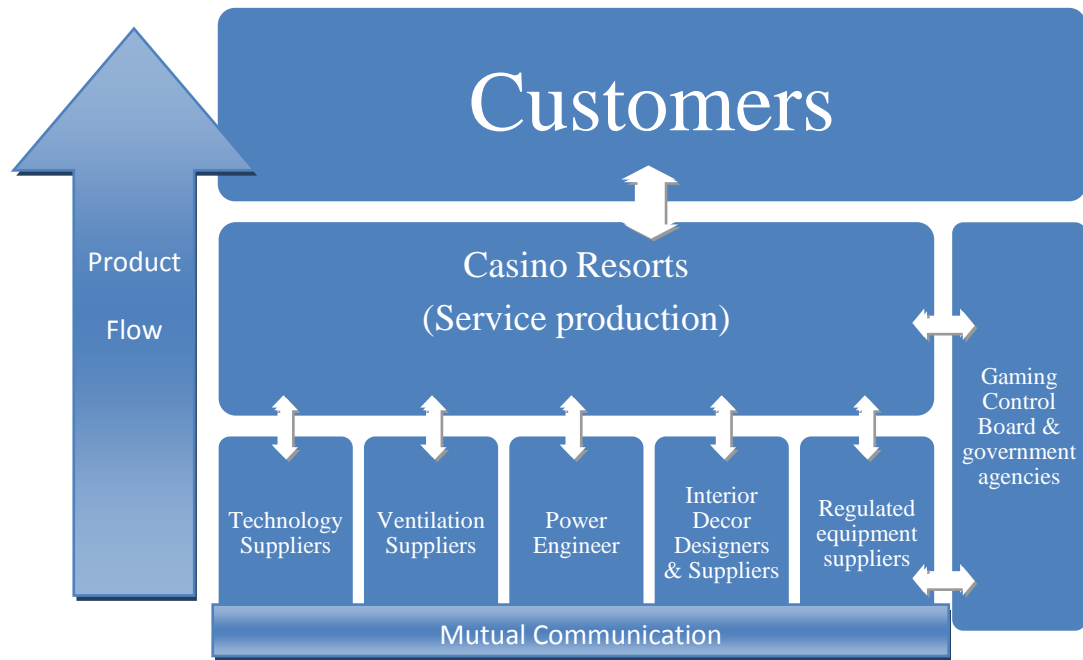 Customers
Product
Flow
Casino Resorts
(Service production)
Gaming
Control
Board &
government
agencies
Technology
Suppliers
Ventilation
Suppliers
Power
Engineer
Interior
Decor
Designers
& Suppliers
Regulated
equipment
suppliers
Mutual Communication